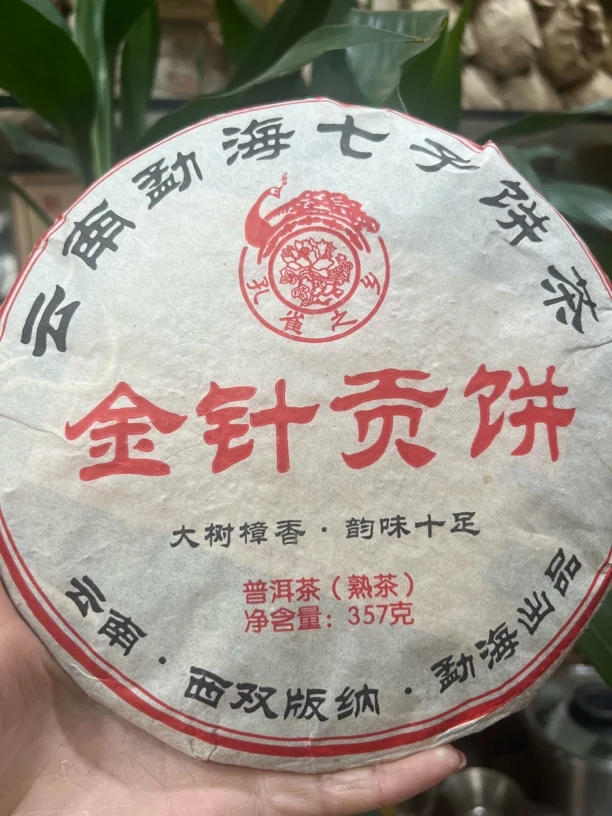 云南勐海七子饼茶
孔雀之乡
金针贡饼
大树樟香·韵味十足
普洱茶（熟茶）
净含量：357克
云南·西双版纳·勐海乐品